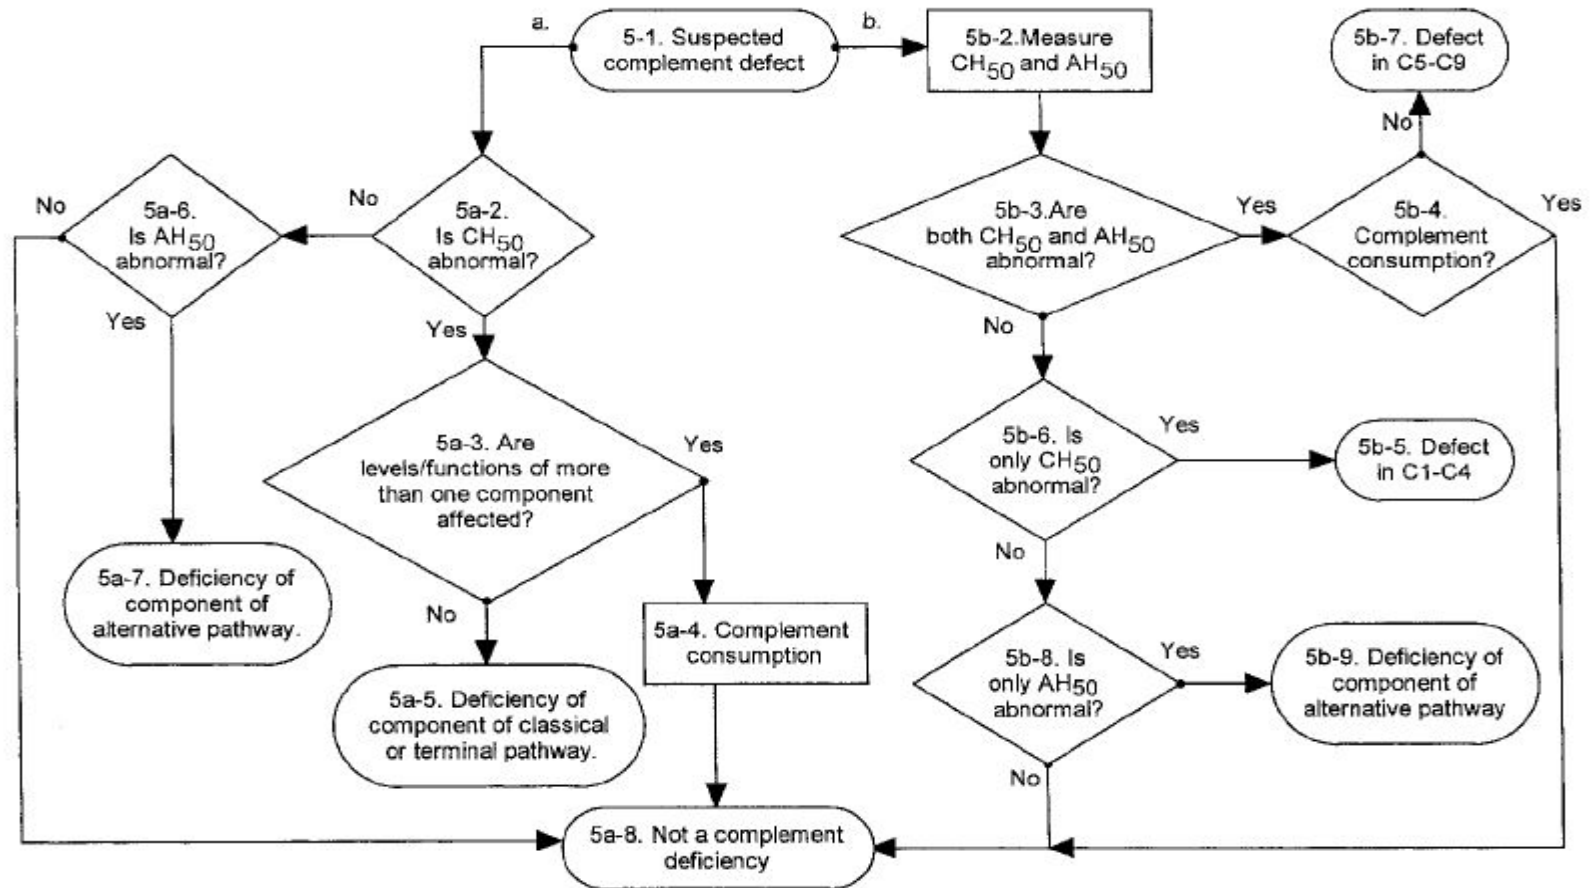 a.
5-1. Suspected
complement defect
b.
5b-2.Measure
CH50 and AH50
5b-7. Defect
in C5-C9
No
No
5a-6.
Is AH50
abnormal?
Yes
No
5a-2.
Is CH50
abnormal?
Yes
5b-3.Are
both CH50 and AH50
abnormal?
Yes
No
5b-4.
Complement
consumption?
Yes
5a-3. Are
levels/functions of more
than one component
affected?
Yes
No
5b-6. Is
only CH50
abnormal?
Yes
No
5b-5. Defect
in C1-C4
5a-7. Deficiency of
component of
alternative pathway.
5a-4. Complement
consumption
5a-5. Deficiency of
component of classical
or terminal pathway.
5b-8. Is
only AH50
abnormal?
Yes
No
5b-9. Deficiency of
component of
alternative pathway
5a-8. Not a complement
deficiency